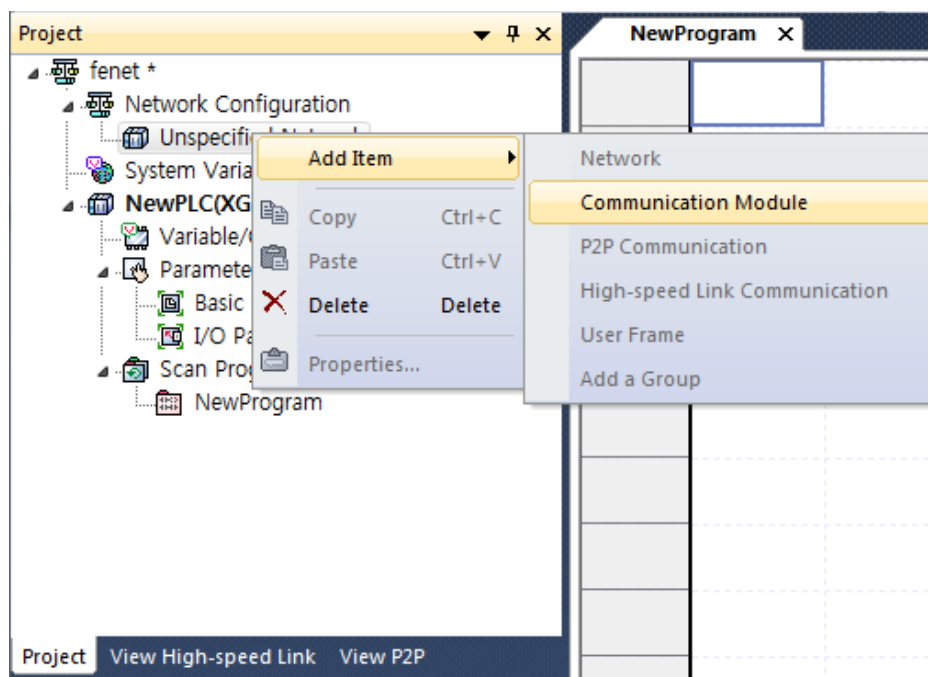 Project
fenet *
Network Configuration
Unspecifi
System Varia
NewPLC(XG
Variable/
Paramete
Basic
I/O Pa
Scan Pro
NewProgram
Add Item
Copy Ctrl+C
Paste Ctrl+V
Delete Delete
Properties...
Network
Communication Module
P2P Communication
High-speed Link Communication
User Frame
Add a Group
NewProgram
Project View High-speed Link View P2P